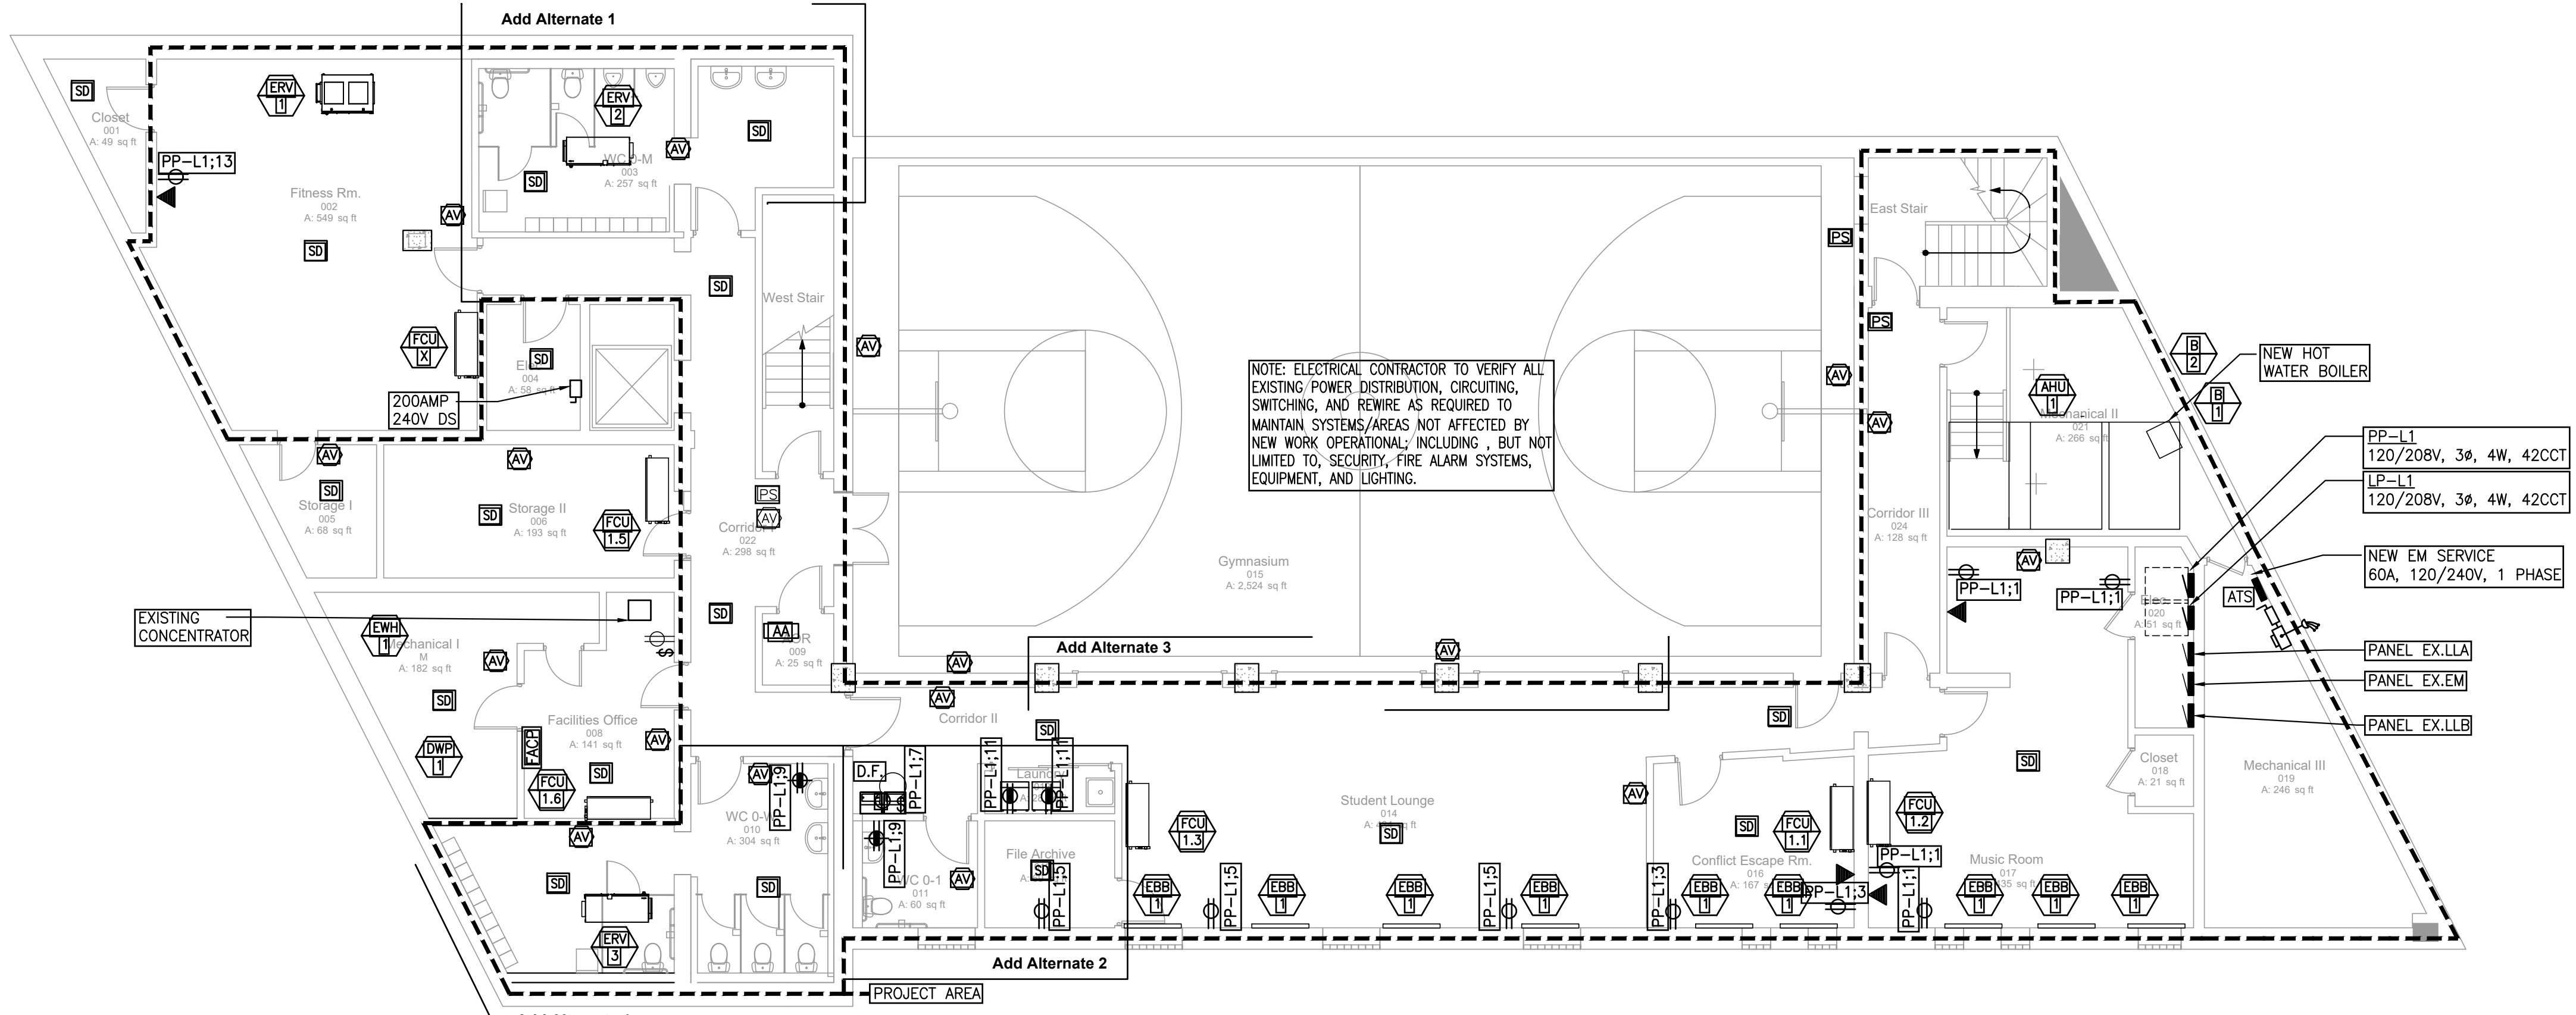 Add Alternate 1
SD
Closet
001
A: 49 sq ft
PP-L1;13
ERV
1
Fitness Rm.
002
A: 549 sq ft
SD
AV
ERV
2
WC 0-M
003
A: 257 sq ft
SD
AV
SD
SD
West Stair
FCU
X
200AMP
240V DS
SD
004
A: 58 sq ft
AV
AV
SD
Storage I
005
A: 68 sq ft
AV
SD
Storage II
006
A: 193 sq ft
FCU
1.5
PS
AV
Corridor I
022
A: 298 sq ft
SD
AA
009
A: 25 sq ft
EXISTING
CONCENTRATOR
EWH
1
Mechanical I
M
A: 182 sq ft
AV
SD
$
DWP
1
FACP
Facilities Office
008
A: 141 sq ft
AV
SD
FCU
1.6
AV
SD
ERV
3
NOTE: ELECTRICAL CONTRACTOR TO VERIFY ALL
EXISTING POWER DISTRIBUTION, CIRCUITING,
SWITCHING, AND REWIRE AS REQUIRED TO
MAINTAIN SYSTEMS/AREAS NOT AFFECTED BY
NEW WORK OPERATIONAL; INCLUDING , BUT NOT
LIMITED TO, SECURITY, FIRE ALARM SYSTEMS,
EQUIPMENT, AND LIGHTING.
Gymnasium
015
A: 2,524 sq ft
Add Alternate 3
AV
AV
AV
Corridor II
SD
SD
PS
AV
East Stair
PS
AV
Corridor III
024
A: 128 sq ft
AHU
1
Mechanical II
021
A: 266 sq ft
B
2
B
1
NEW HOT
WATER BOILER
PP-L1
120/208V, 3ø, 4W, 42CCT
LP-L1
120/208V, 3ø, 4W, 42CCT
NEW EM SERVICE
60A, 120/240V, 1 PHASE
ATS
AV
PP-L1;1
PP-L1;1
020
A: 51 sq ft
PANEL EX.LLA
PANEL EX.EM
PANEL EX.LLB
AV
PP-L1;9
WC 0-W
010
A: 304 sq ft
SD
D.F.
PP-L1;7
PP-L1;9
PP-L1;11
PP-L1;11
Laundry
WC 0-1
011
A: 60 sq ft
AV
File Archive
SD
PP-L1;5
FCU
1.3
EBB
1
PP-L1;5
EBB
1
Student Lounge
014
SD
EBB
1
PP-L1;5
EBB
1
AV
PP-L1;3
SD
Conflict Escape Rm.
016
A: 167 sq ft
EBB
1
EBB
1
FCU
1.1
PP-L1;3
FCU
1.2
PP-L1;1
PP-L1;1
Music Room
017
EBB
1
EBB
1
EBB
1
SD
Closet
018
A: 21 sq ft
Mechanical III
019
A: 246 sq ft
Add Alternate 2
PROJECT AREA